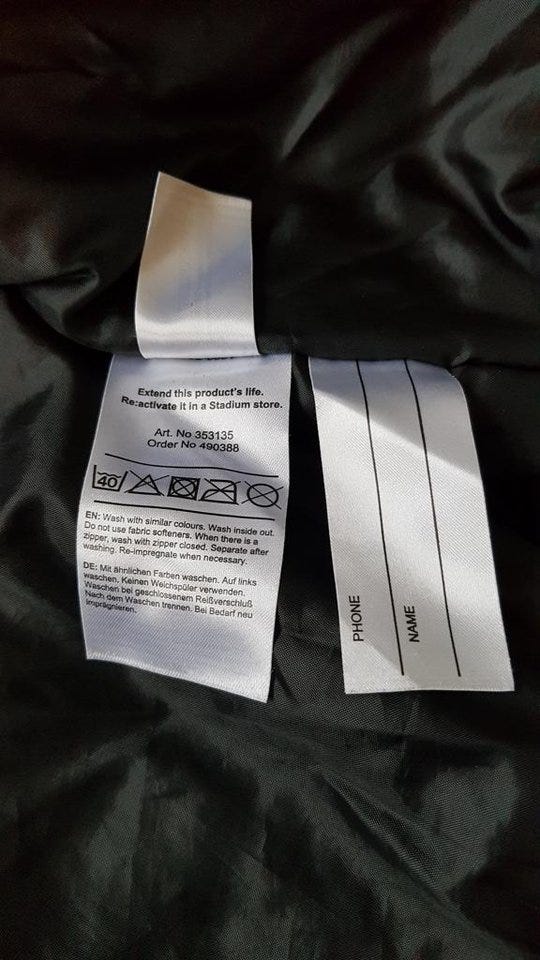 Extend this product's life.
Re:activate it in a Stadium store.
Art. No 353135
Order No 490388
40
EN: Wash with similar colours. Wash inside out.
Do not use fabric softeners. When there is a
zipper, wash with zipper closed. Separate after
washing. Re-impregnate when necessary.
DE: Mit ähnlichen Farben waschen. Auf links
waschen. Keinen Weichspüler verwenden.
Waschen bei geschlossenem Reißverschluß
Nach dem Waschen trennen. Bei Bedarf neu
imprägnieren.
PHONE
NAME